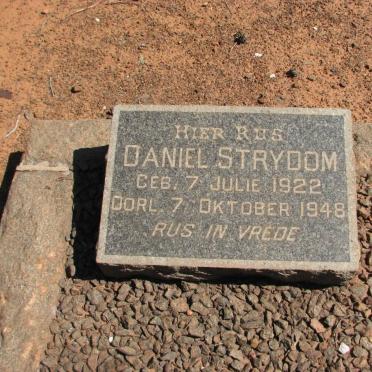 HIER RUS
DANIEL STRYDOM
GEB. 7 JULIE 1922
OORL. 7 OKTOBER 1948
RUS IN VREDE